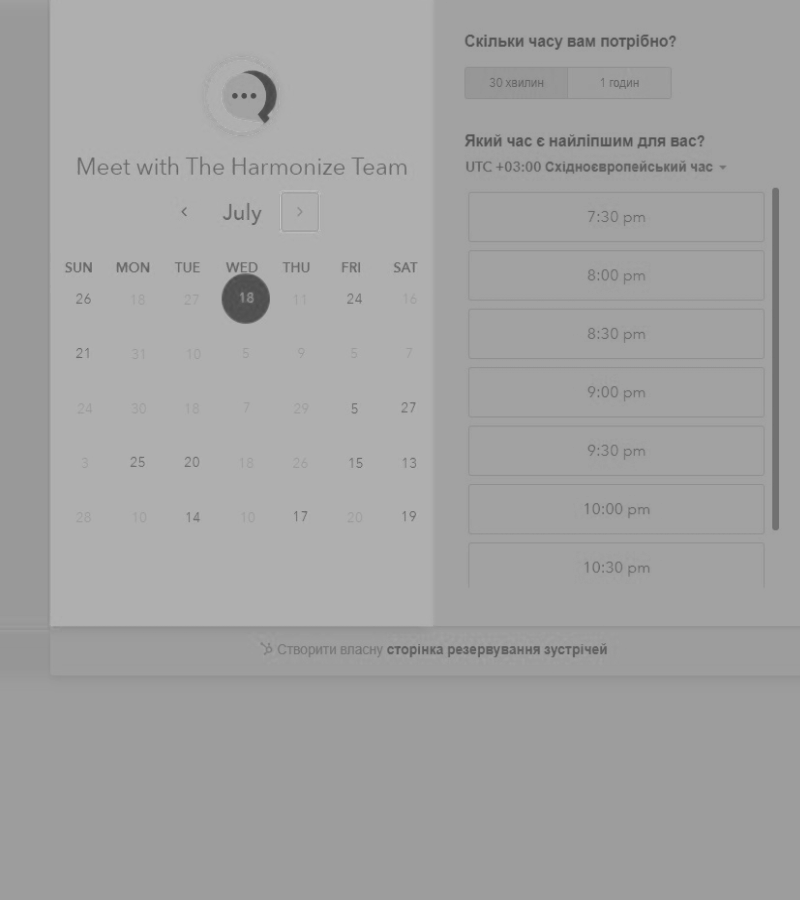 Meet with The Harmonize Team
July
SUN MON TUE WED THU FRI SAT
26 18 27 18 11 24 16
21 31 10 5 9 5 7
24 30 18 7 29 5 27
3 25 20 18 26 15 13
28 10 14 10 17 20 19
Скільки часу вам потрібно?
30 хвилин 1 годин
Який час є найліпшим для вас?
UTC +03:00 Східноєвропейський час
7:30 pm
8:00 pm
8:30 pm
9:00 pm
9:30 pm
10:00 pm
10:30 pm
Створити власну сторінка резервування зустрічей